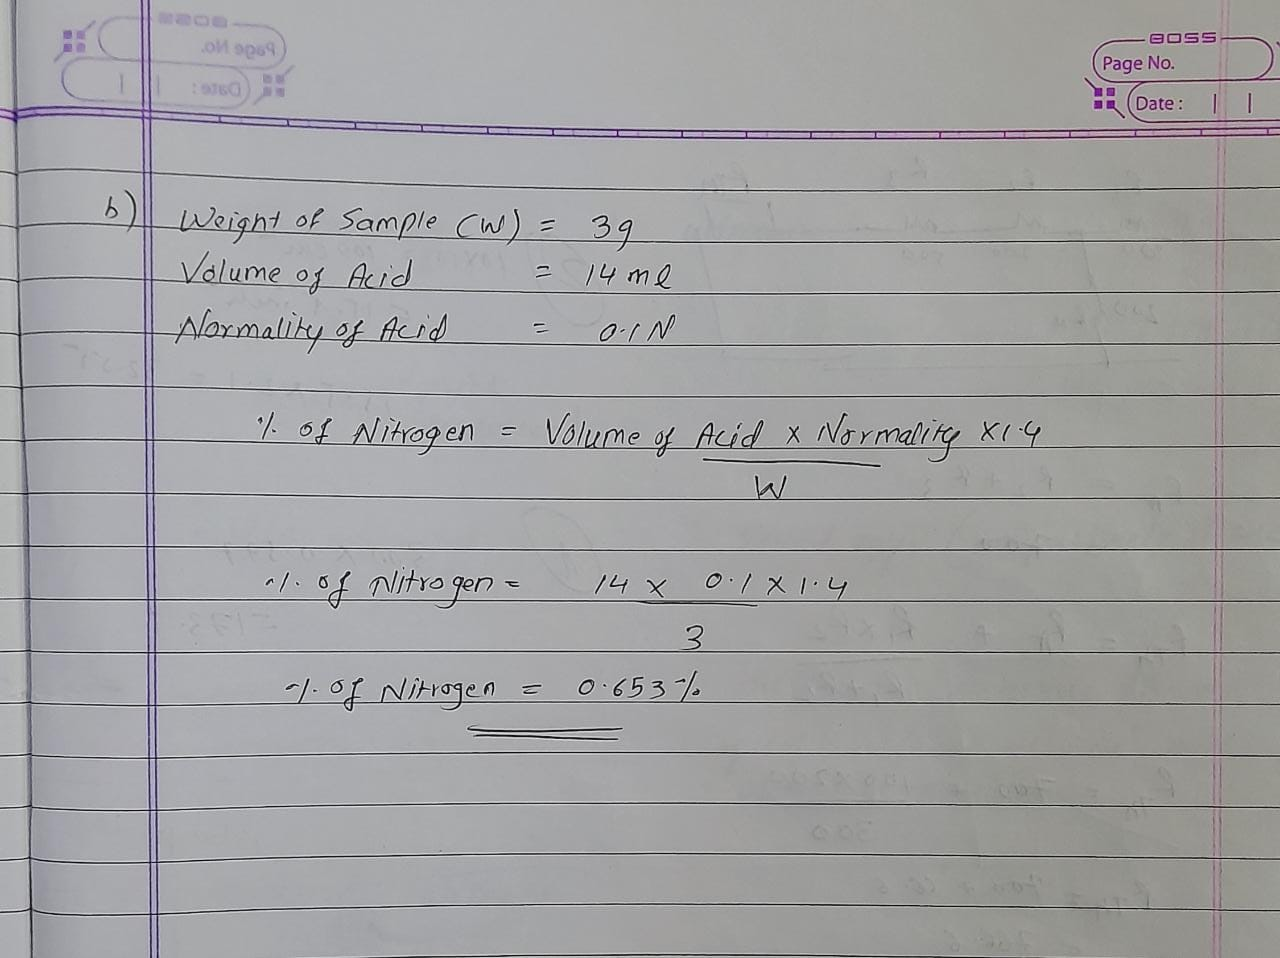 BOSS
Page No.
Date :
b) Weight of Sample (W) = 3g
Volume of Acid = 14 ml
Normality of Acid = 0.1 N
% of Nitrogen = Volume of Acid x Normality x 1.4
W
% of Nitrogen = 14 x 0.1 x 1.4
3
% of Nitrogen = 0.653%